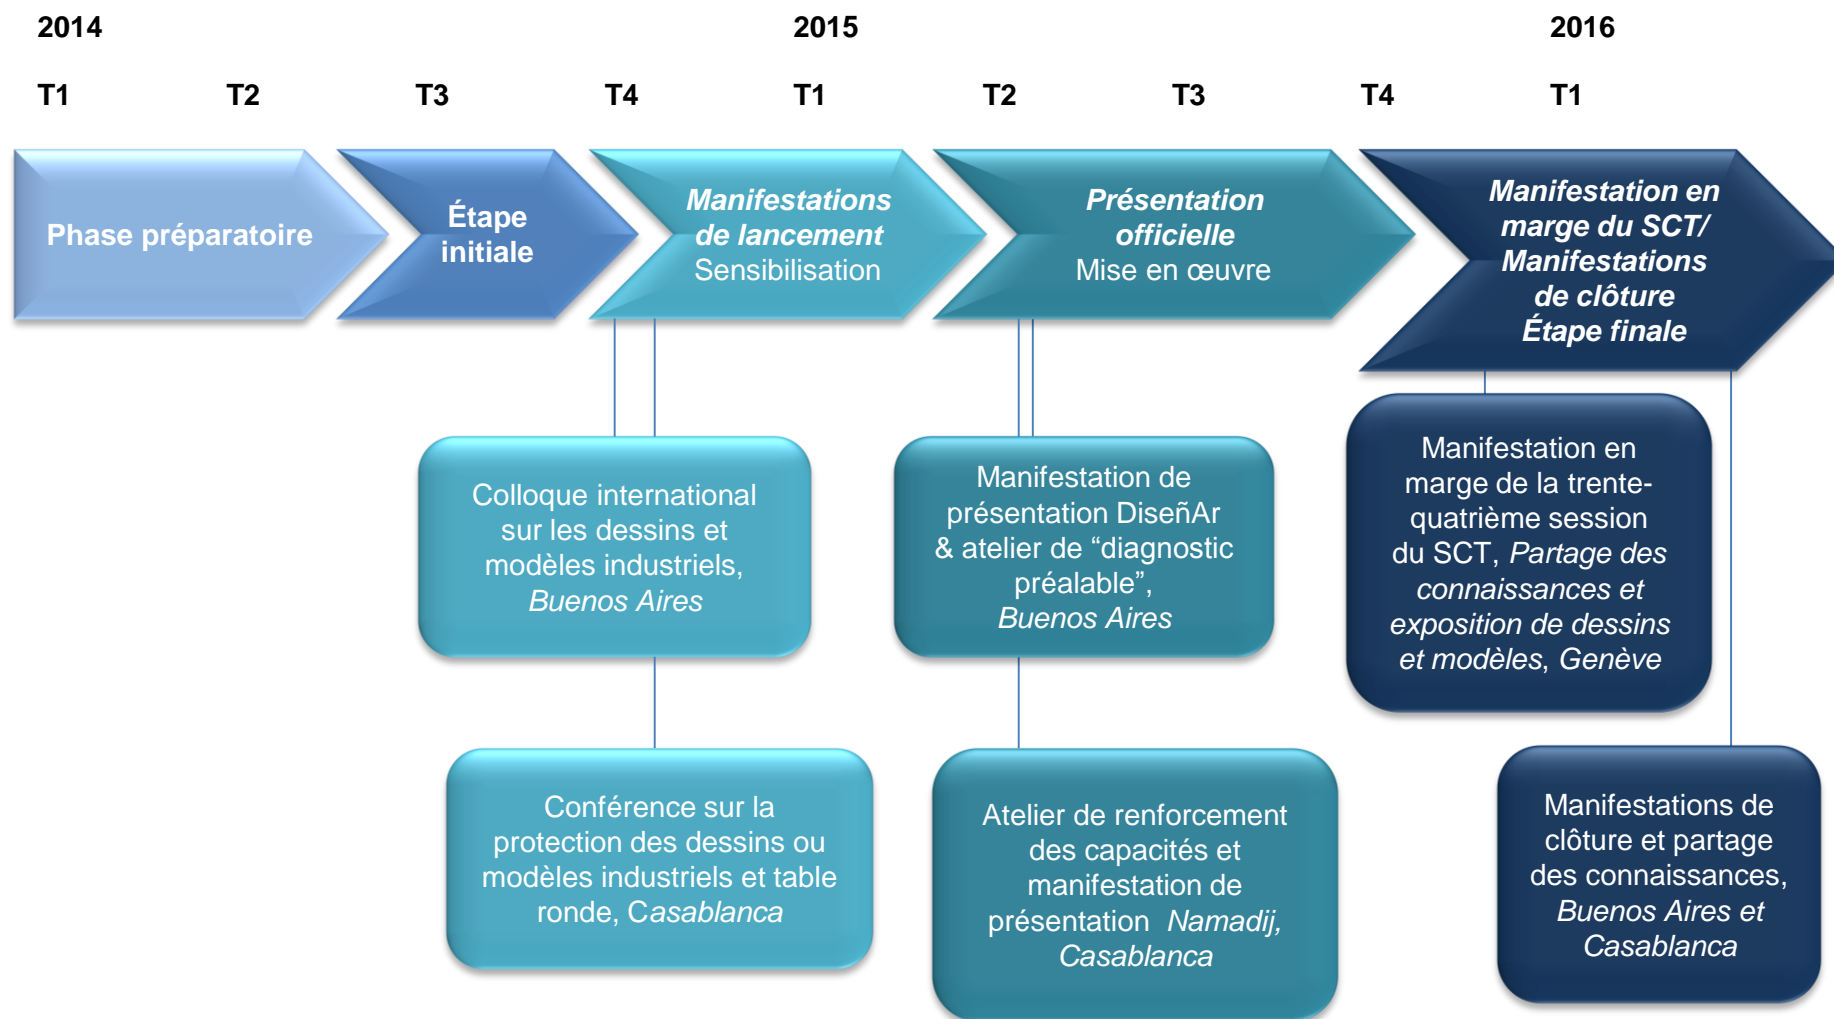 2014 2015 2016
T1 T2 T3 T4 T1 T2 T3 T4 T1
Phase préparatoire
Étape
initiale
Manifestations
de lancement
Sensibilisation
Présentation
officielle
Mise en œuvre
Manifestation en
marge du SCT/
Manifestations
de clôture
Étape finale
Colloque international
sur les dessins et
modèles industriels,
Buenos Aires
Manifestation de
présentation DiseñAr
& atelier de “diagnostic
préalable”,
Buenos Aires
Manifestation en
marge de la trente-
quatrième session
du SCT, Partage des
connaissances et
exposition de dessins
et modèles, Genève
Conférence sur la
protection des dessins ou
modèles industriels et table
ronde, Casablanca
Atelier de renforcement
des capacités et
manifestation de
présentation Namadij,
Casablanca
Manifestations de
clôture et partage
des connaissances,
Buenos Aires et
Casablanca